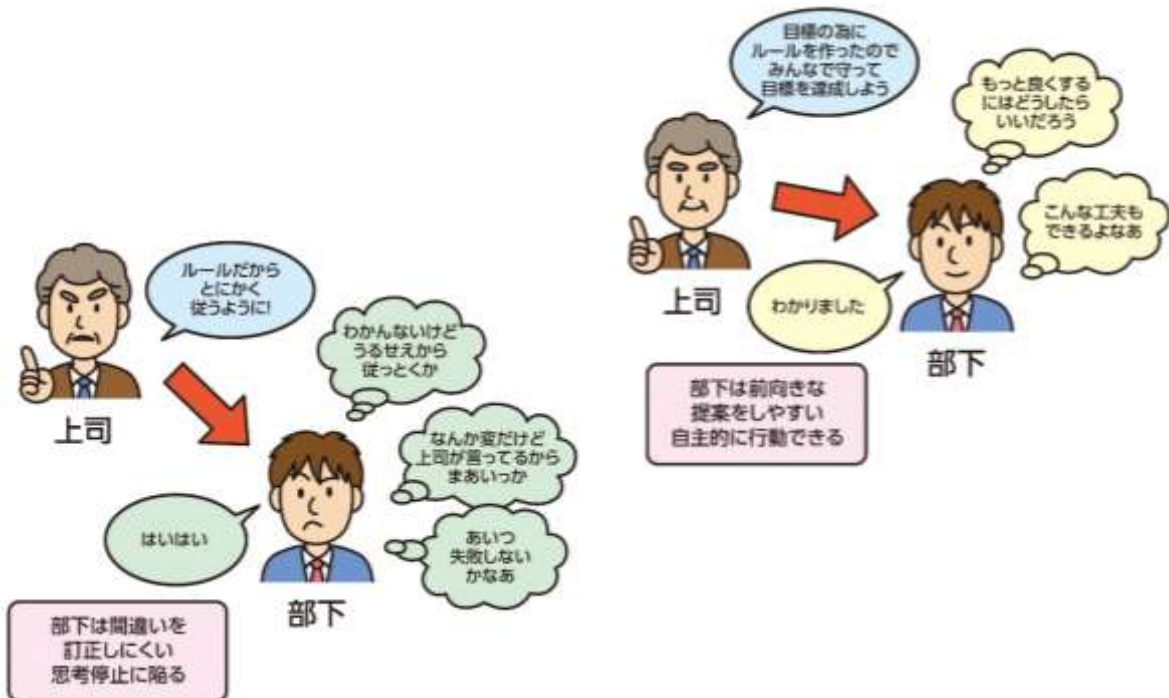 ルールだから
とにかく
従うように!
上司
わかんないけど
うるせえから
従っとくか
なんか変だけど
上司が言ってるから
まあいっか
あいつ
失敗しない
かなあ
はいはい
部下
部下は間違いを
訂正しにくい
思考停止に陥る
目標の為に
ルールを作ったので
みんなで守って
目標を達成しよう
上司
もっと良くする
にはどうしたら
いいだろう
こんな工夫も
できるよなあ
わかりました
部下
部下は前向きな
提案をしやすい
自主的に行動できる